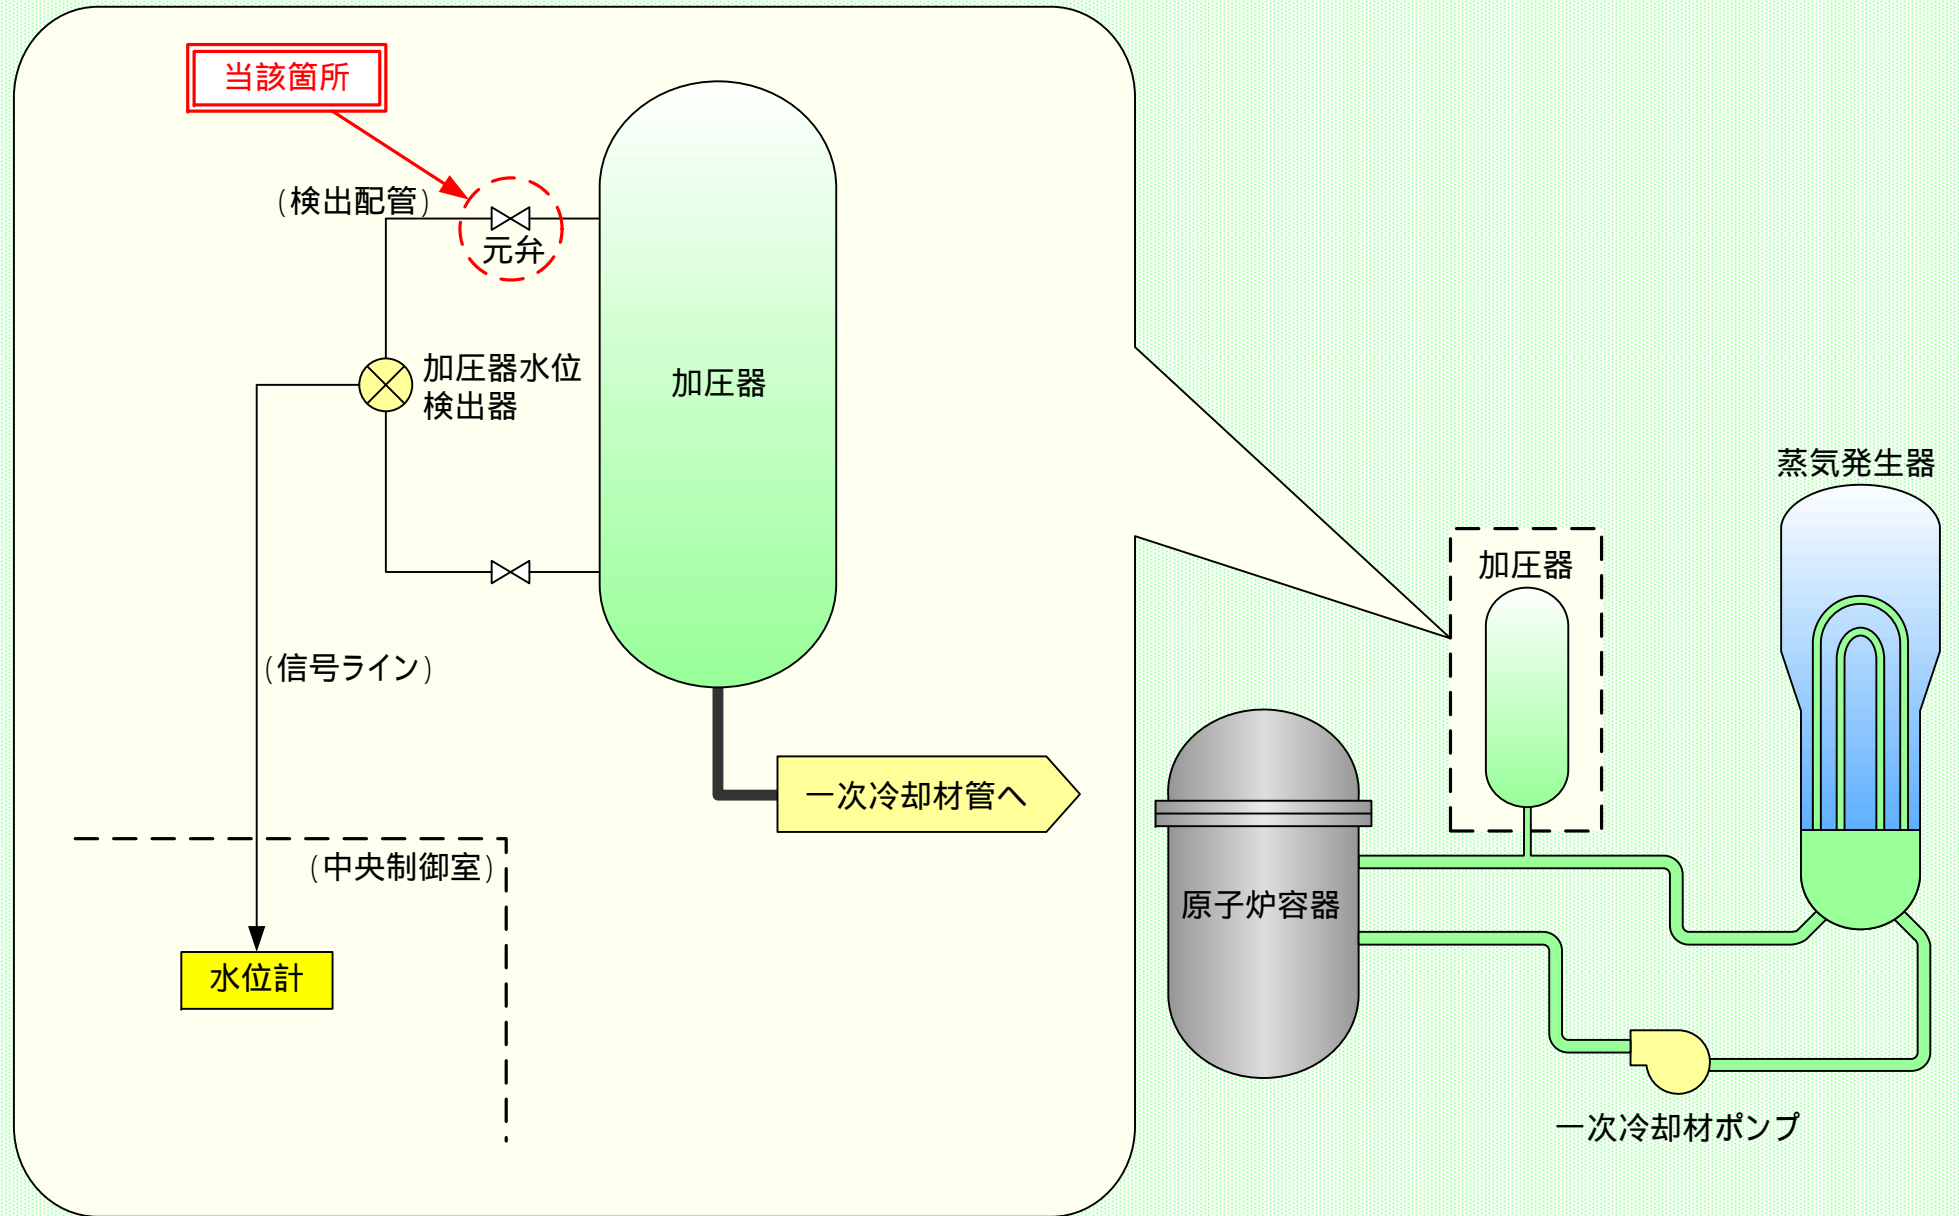 当該箇所
(検出配管)
元弁
加圧器水位
検出器
加圧器
(信号ライン)
一次冷却材管へ
(中央制御室)
水位計
蒸気発生器
加圧器
原子炉容器
一次冷却材ポンプ